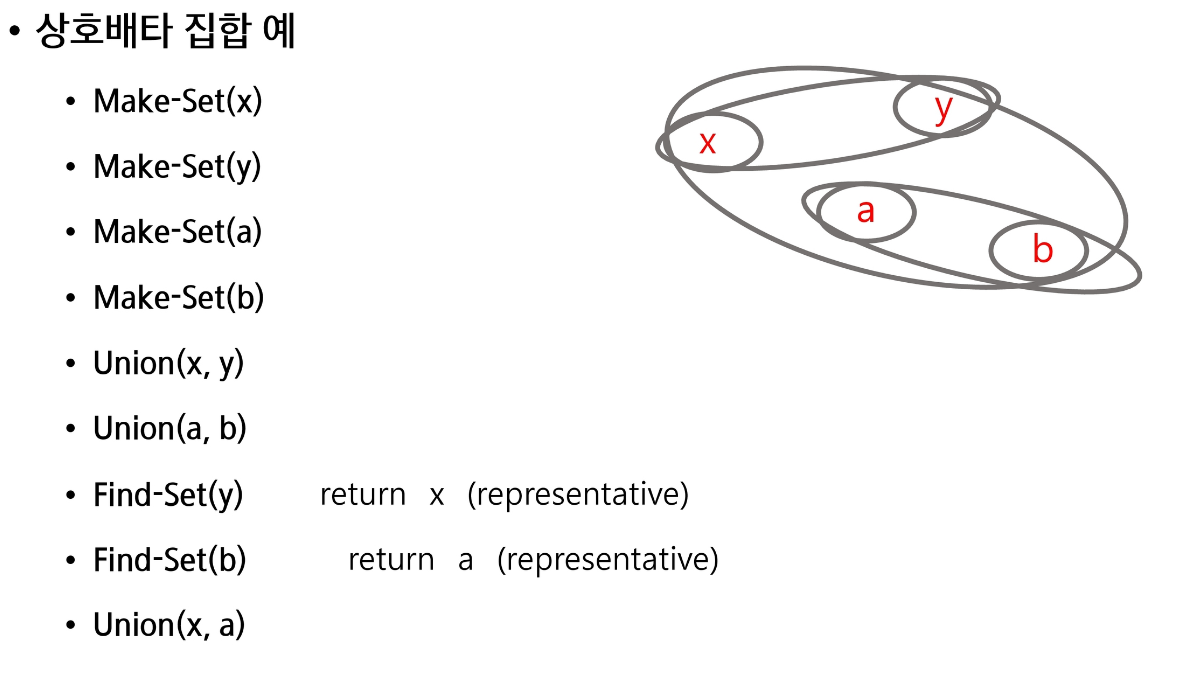 • 상호배타 집합 예
• Make-Set(x)
• Make-Set(y)
• Make-Set(a)
• Make-Set(b)
• Union(x, y)
• Union(a, b)
• Find-Set(y) return x (representative)
• Find-Set(b) return a (representative)
• Union(x, a)
y
x
a
b